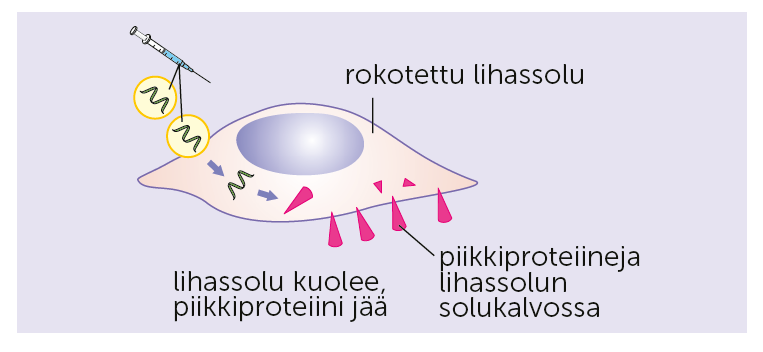 rokotettu lihassolu
lihassolu kuolee,
piikkiproteiini jää
piikkiproteiineja
lihassolun
solukalvossa